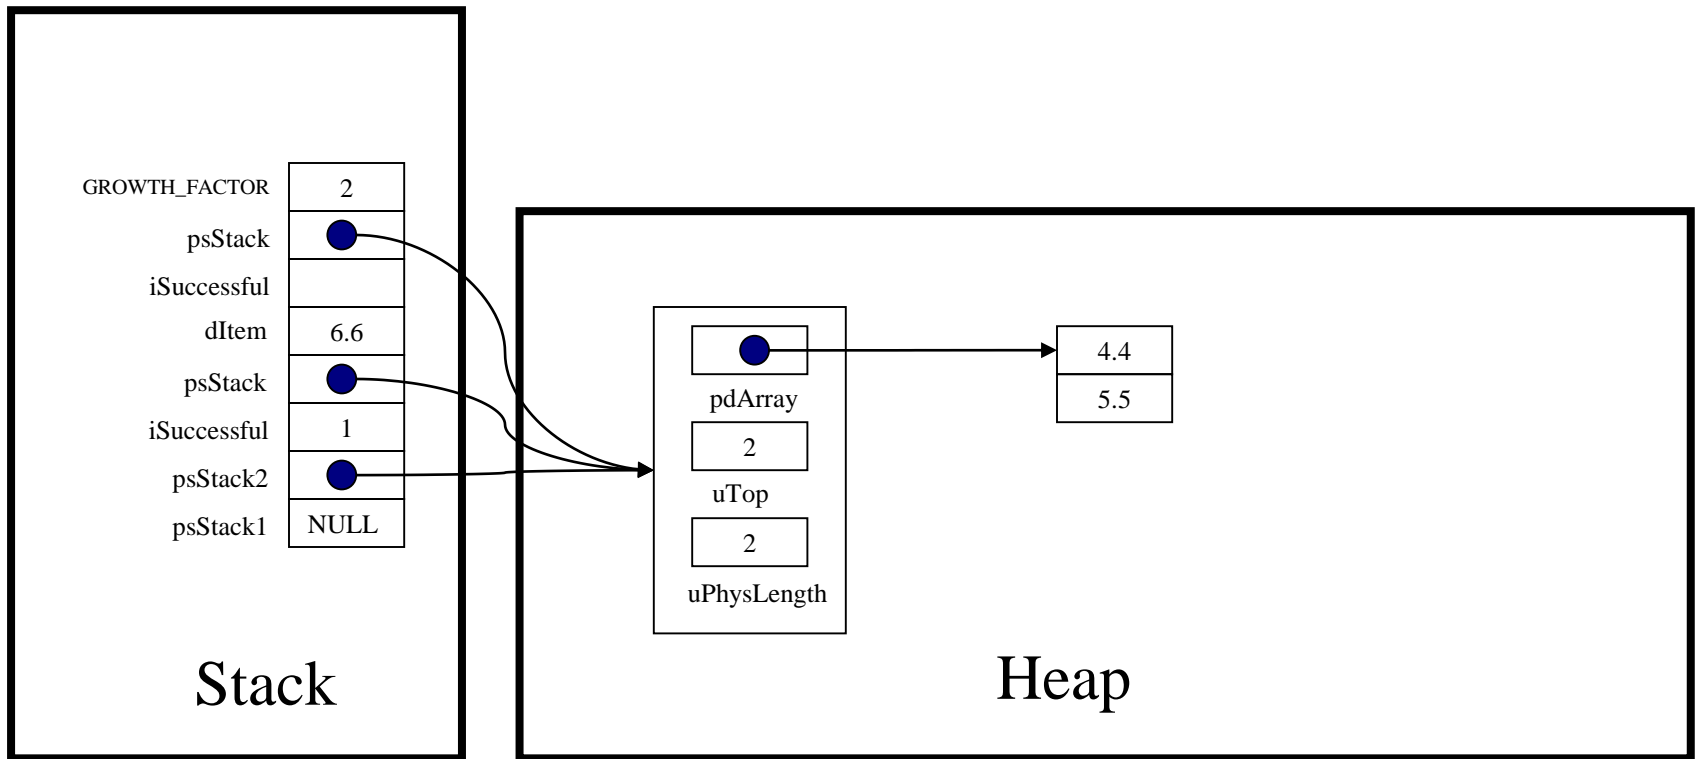 GROWTH_FACTOR 2
psStack
iSuccessful
dItem 6.6
psStack
iSuccessful 1
psStack2
psStack1 NULL
Stack
pdArray
2
uTop
2
uPhysLength
4.4
5.5
Heap